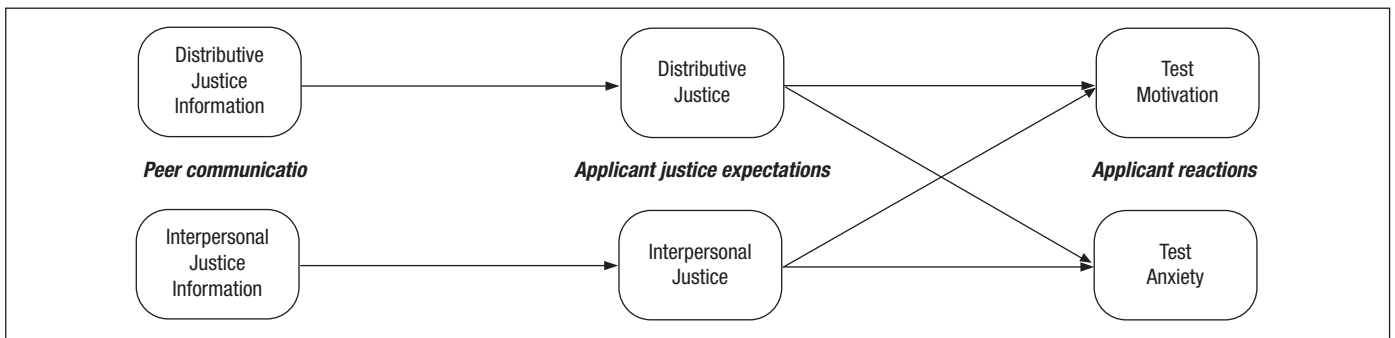 Distributive
Justice
Information
Distributive
Justice
Test
Motivation
Peer communicatio
Applicant justice expectations
Applicant reactions
Interpersonal
Justice
Information
Interpersonal
Justice
Test
Anxiety